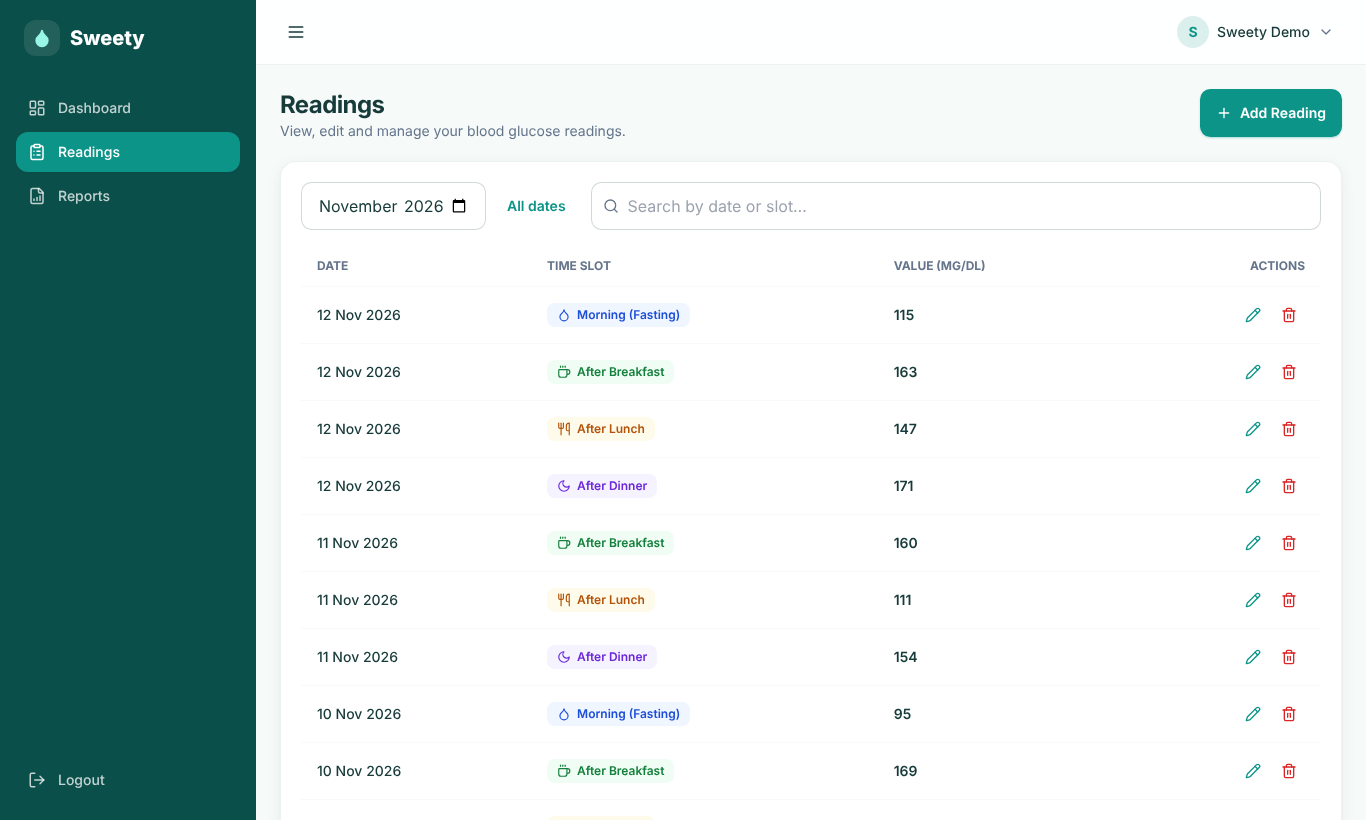 Sweety
S Sweety Demo
Dashboard
Readings
Reports
Logout
Readings
View, edit and manage your blood glucose readings.
+ Add Reading
November 2026 All dates Search by date or slot...
DATE TIME SLOT VALUE (MG/DL) ACTIONS
12 Nov 2026 Morning (Fasting) 115
12 Nov 2026 After Breakfast 163
12 Nov 2026 After Lunch 147
12 Nov 2026 After Dinner 171
11 Nov 2026 After Breakfast 160
11 Nov 2026 After Lunch 111
11 Nov 2026 After Dinner 154
10 Nov 2026 Morning (Fasting) 95
10 Nov 2026 After Breakfast 169